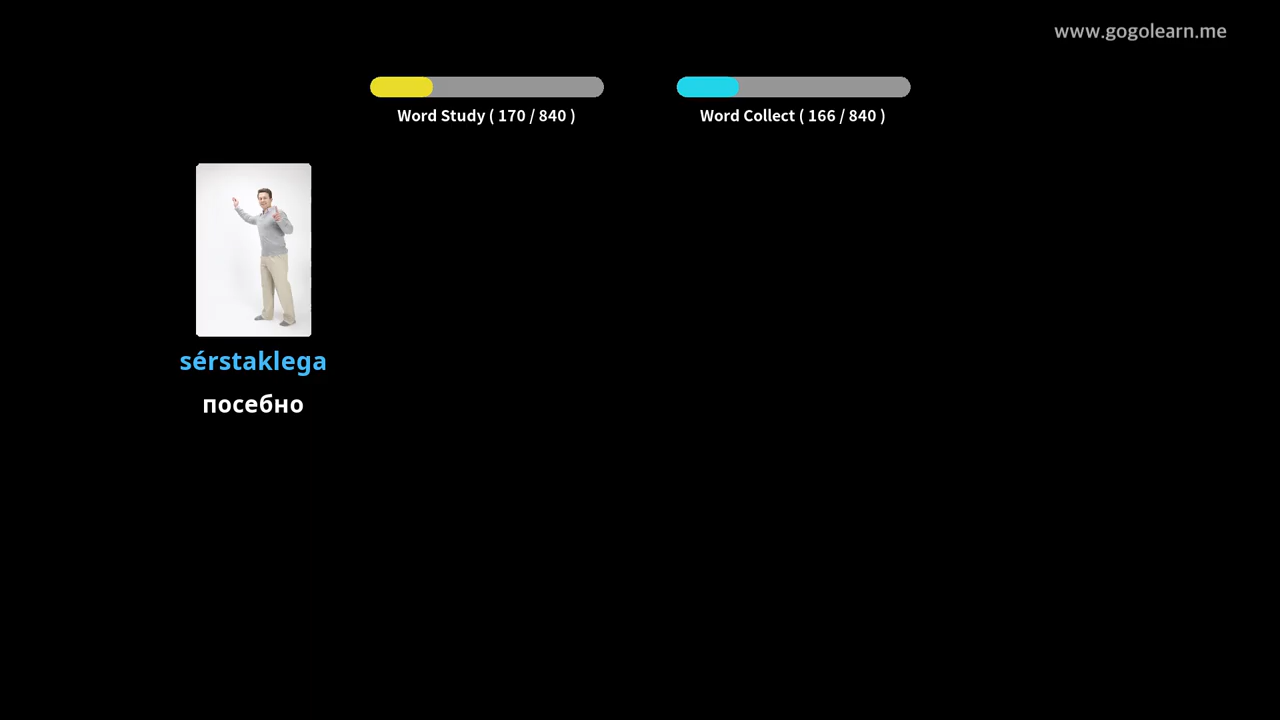 www.gogolearn.me
Word Study ( 170 / 840 )
Word Collect ( 166 / 840 )
sérstaklega
посебно